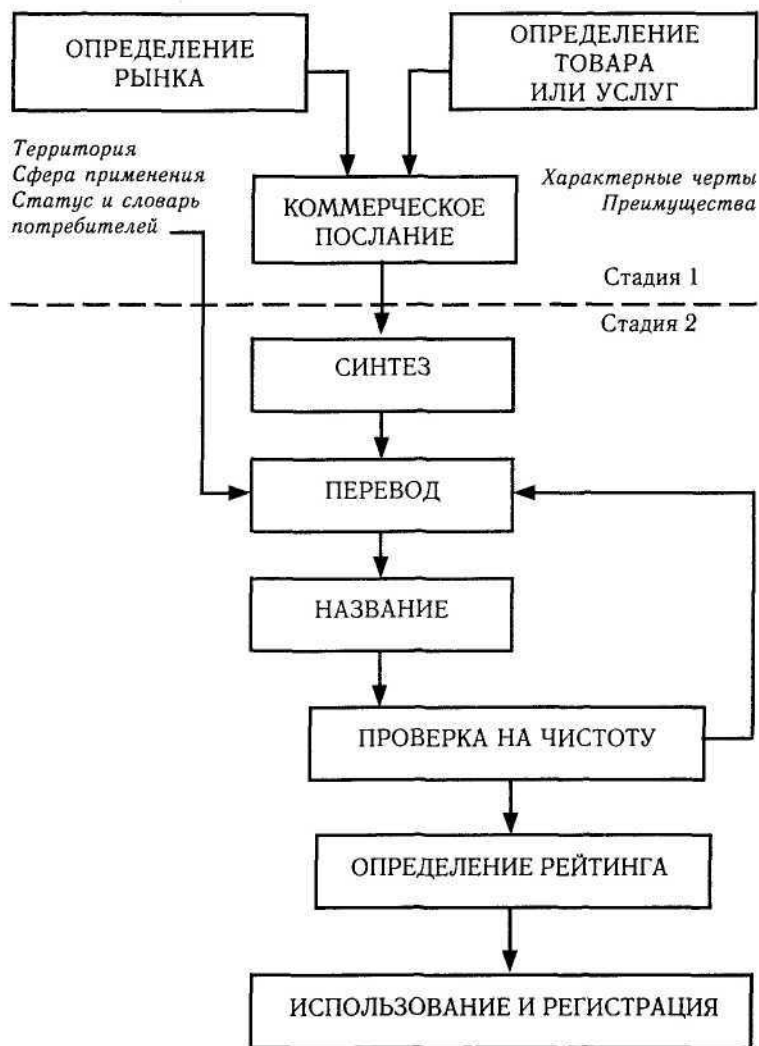 ОПРЕДЕЛЕНИЕ
РЫНКА
ОПРЕДЕЛЕНИЕ
ТОВАРА
ИЛИ УСЛУГ
Территория
Сфера применения
Статус и словарь
потребителей
КОММЕРЧЕСКОЕ
ПОСЛАНИЕ
Характерные черты
Преимущества
Стадия 1
Стадия 2
СИНТЕЗ
ПЕРЕВОД
НАЗВАНИЕ
ПРОВЕРКА НА ЧИСТОТУ
ОПРЕДЕЛЕНИЕ РЕЙТИНГА
ИСПОЛЬЗОВАНИЕ И РЕГИСТРАЦИЯ